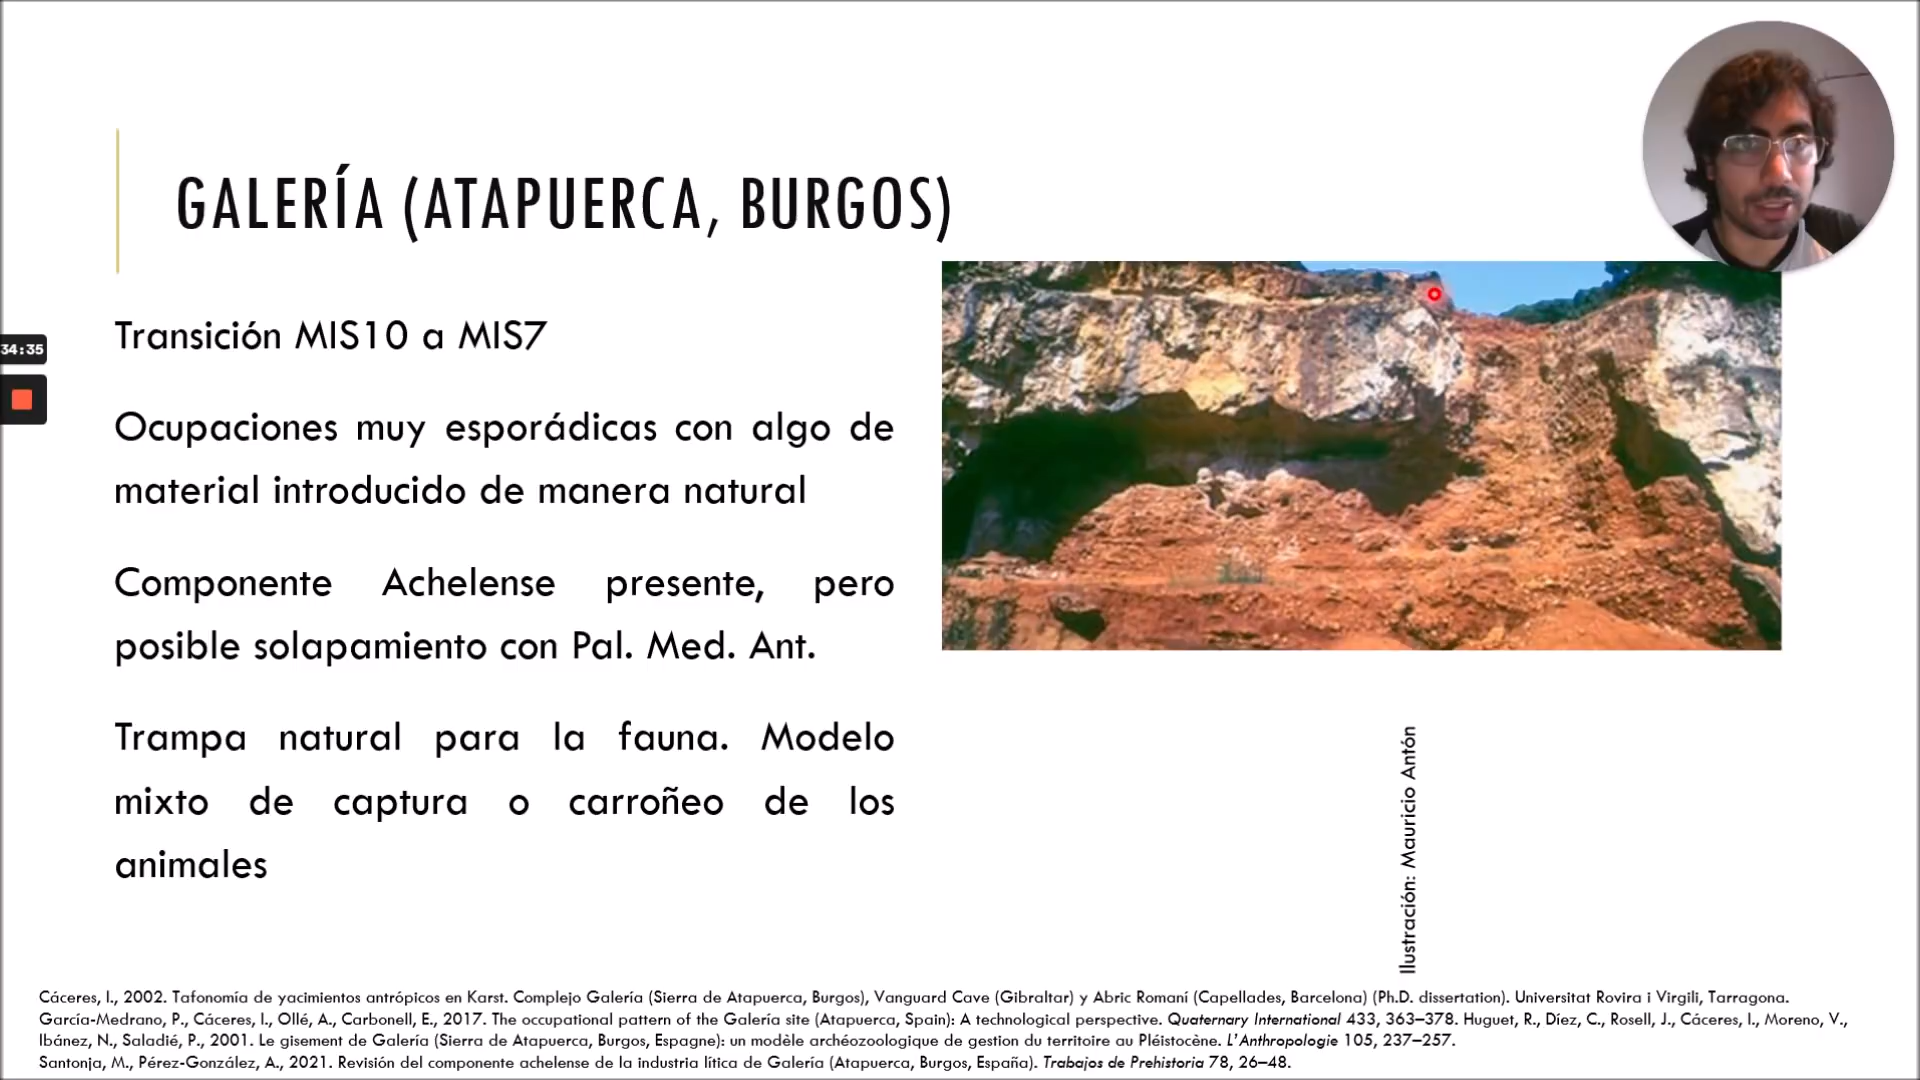 GALERÍA (ATAPUERCA, BURGOS)
Transición MIS10 a MIS7
34:35
Ocupaciones muy esporádicas con algo de
material introducido de manera natural
Componente Achelense presente, pero
posible solapamiento con Pal. Med. Ant.
Trampa natural para la fauna. Modelo
mixto de captura o carroñeo de los
animales
Ilustración: Mauricio Antón
Cáceres, I., 2002. Tafonomía de yacimientos antrópicos en Karst. Complejo Galería (Sierra de Atapuerca, Burgos), Vanguard Cave (Gibraltar) y Abric Romaní (Capellades, Barcelona) (Ph.D. dissertation). Universitat Rovira i Virgili, Tarragona.
García-Medrano, P., Cáceres, I., Ollé, A., Carbonell, E., 2017. The occupational pattern of the Galería site (Atapuerca, Spain): A technological perspective. Quaternary International 433, 363–378. Huguet, R., Díez, C., Rosell, J., Cáceres, I., Moreno, V.,
Ibánez, N., Saladié, P., 2001. Le gisement de Galería (Sierra de Atapuerca, Burgos, Espagne): un modèle archéozoologique de gestion du territoire au Pléistocène. L'Anthropologie 105, 237–257.
Santonja, M., Pérez-González, A., 2021. Revisión del componente achelense de la industria lítica de Galería (Atapuerca, Burgos, España). Trabajos de Prehistoria 78, 26–48.